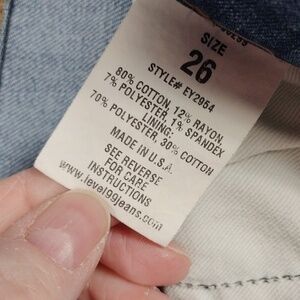 SIZE
26
STYLE# EY2954
80% COTTON, 12% RAYON,
7% POLYESTER, 1% SPANDEX
LINING:
70% POLYESTER, 30% COTTON
MADE IN U.S.A.
SEE REVERSE
FOR CARE
INSTRUCTIONS
www.level99jeans.com